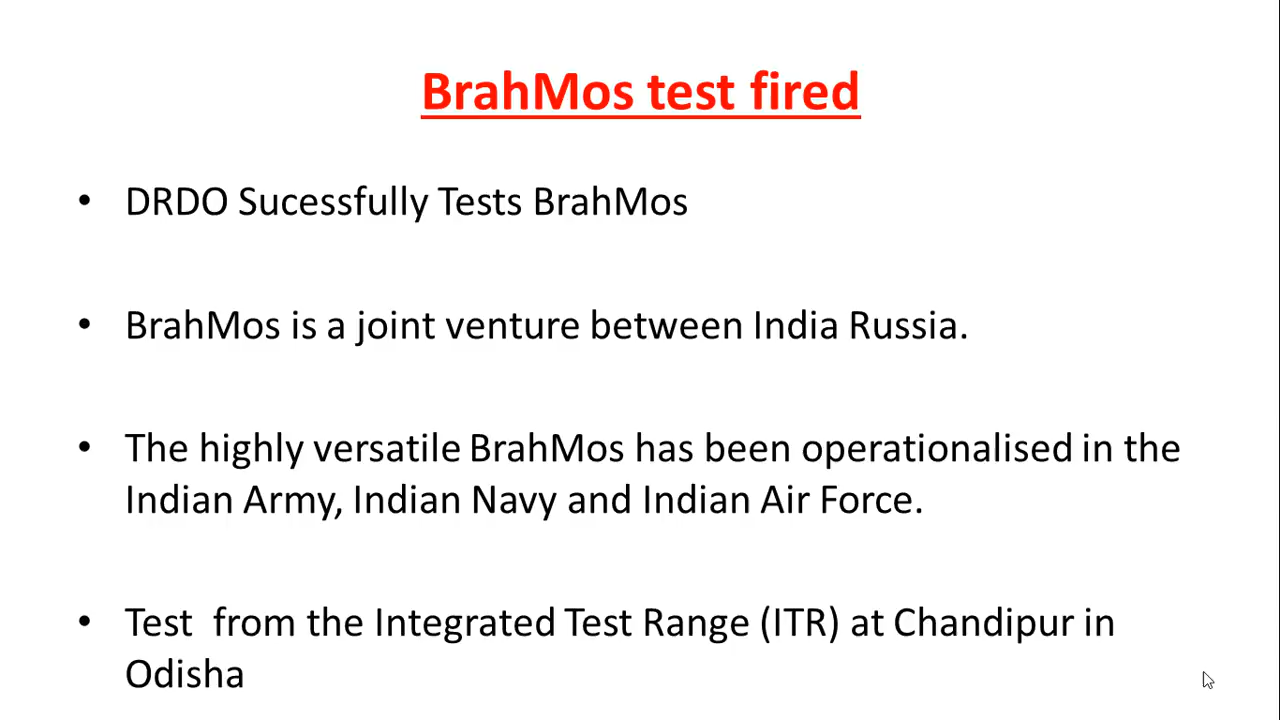 BrahMos test fired
• DRDO Sucessfully Tests BrahMos
• BrahMos is a joint venture between India Russia.
• The highly versatile BrahMos has been operationalised in the
Indian Army, Indian Navy and Indian Air Force.
• Test  from the Integrated Test Range (ITR) at Chandipur in
Odisha